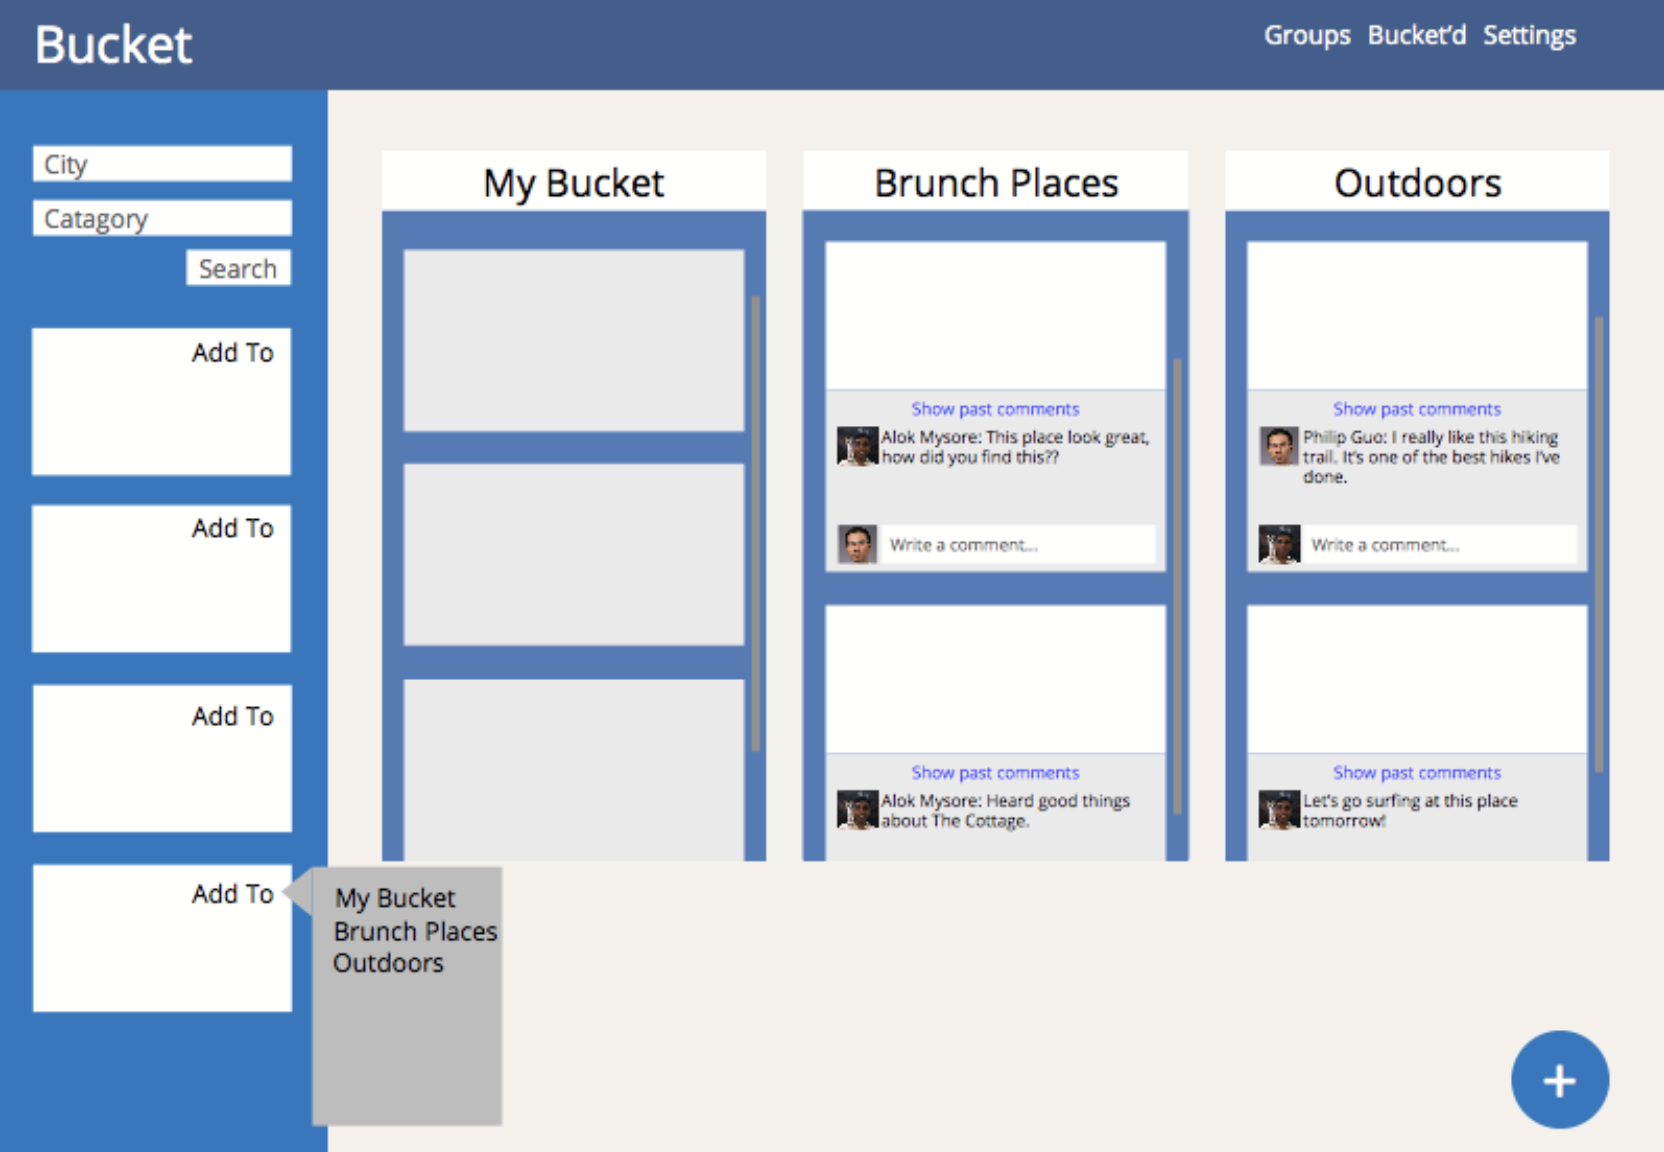 Bucket
Groups Bucket'd Settings
City
Catagory
Search
Add To
Add To
Add To
Add To
My Bucket
Brunch Places
Outdoors
My Bucket
Brunch Places
Show past comments
Alok Mysore: This place look great,
how did you find this??
Write a comment...
Show past comments
Alok Mysore: Heard good things
about The Cottage.
Outdoors
Show past comments
Philip Guo: I really like this hiking
trail. It's one of the best hikes I've
done.
Write a comment...
Show past comments
Let's go surfing at this place
tomorrow!
+